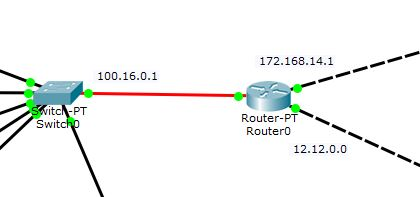 172.168.14.1
100.16.0.1
Switch-PT
Switch0
Router-PT
Router0
12.12.0.0